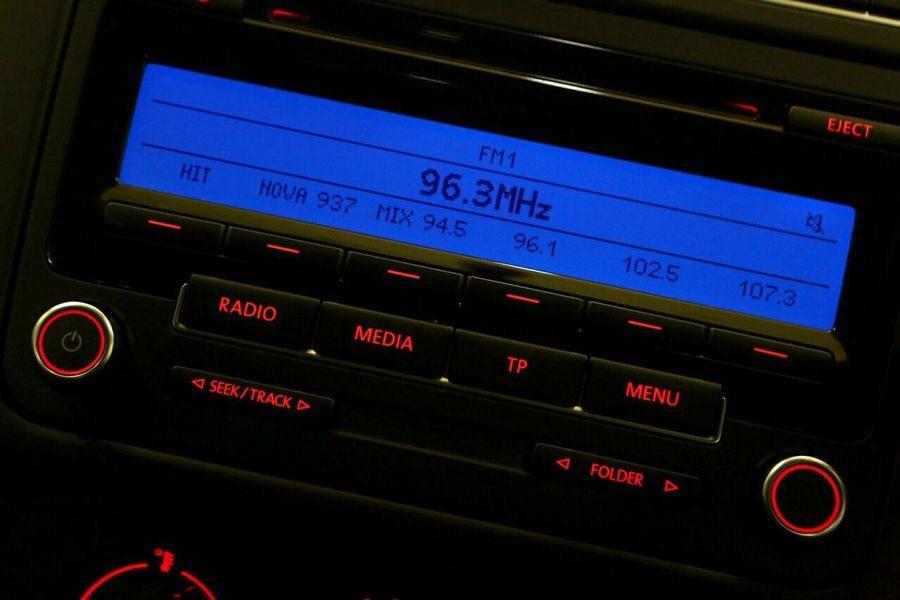 EJECT
FM1
96.3MHz
HIT NOVA 937 MIX 94.5 96.1 102.5 107.3
RADIO MEDIA TP MENU
SEEK/TRACK
FOLDER